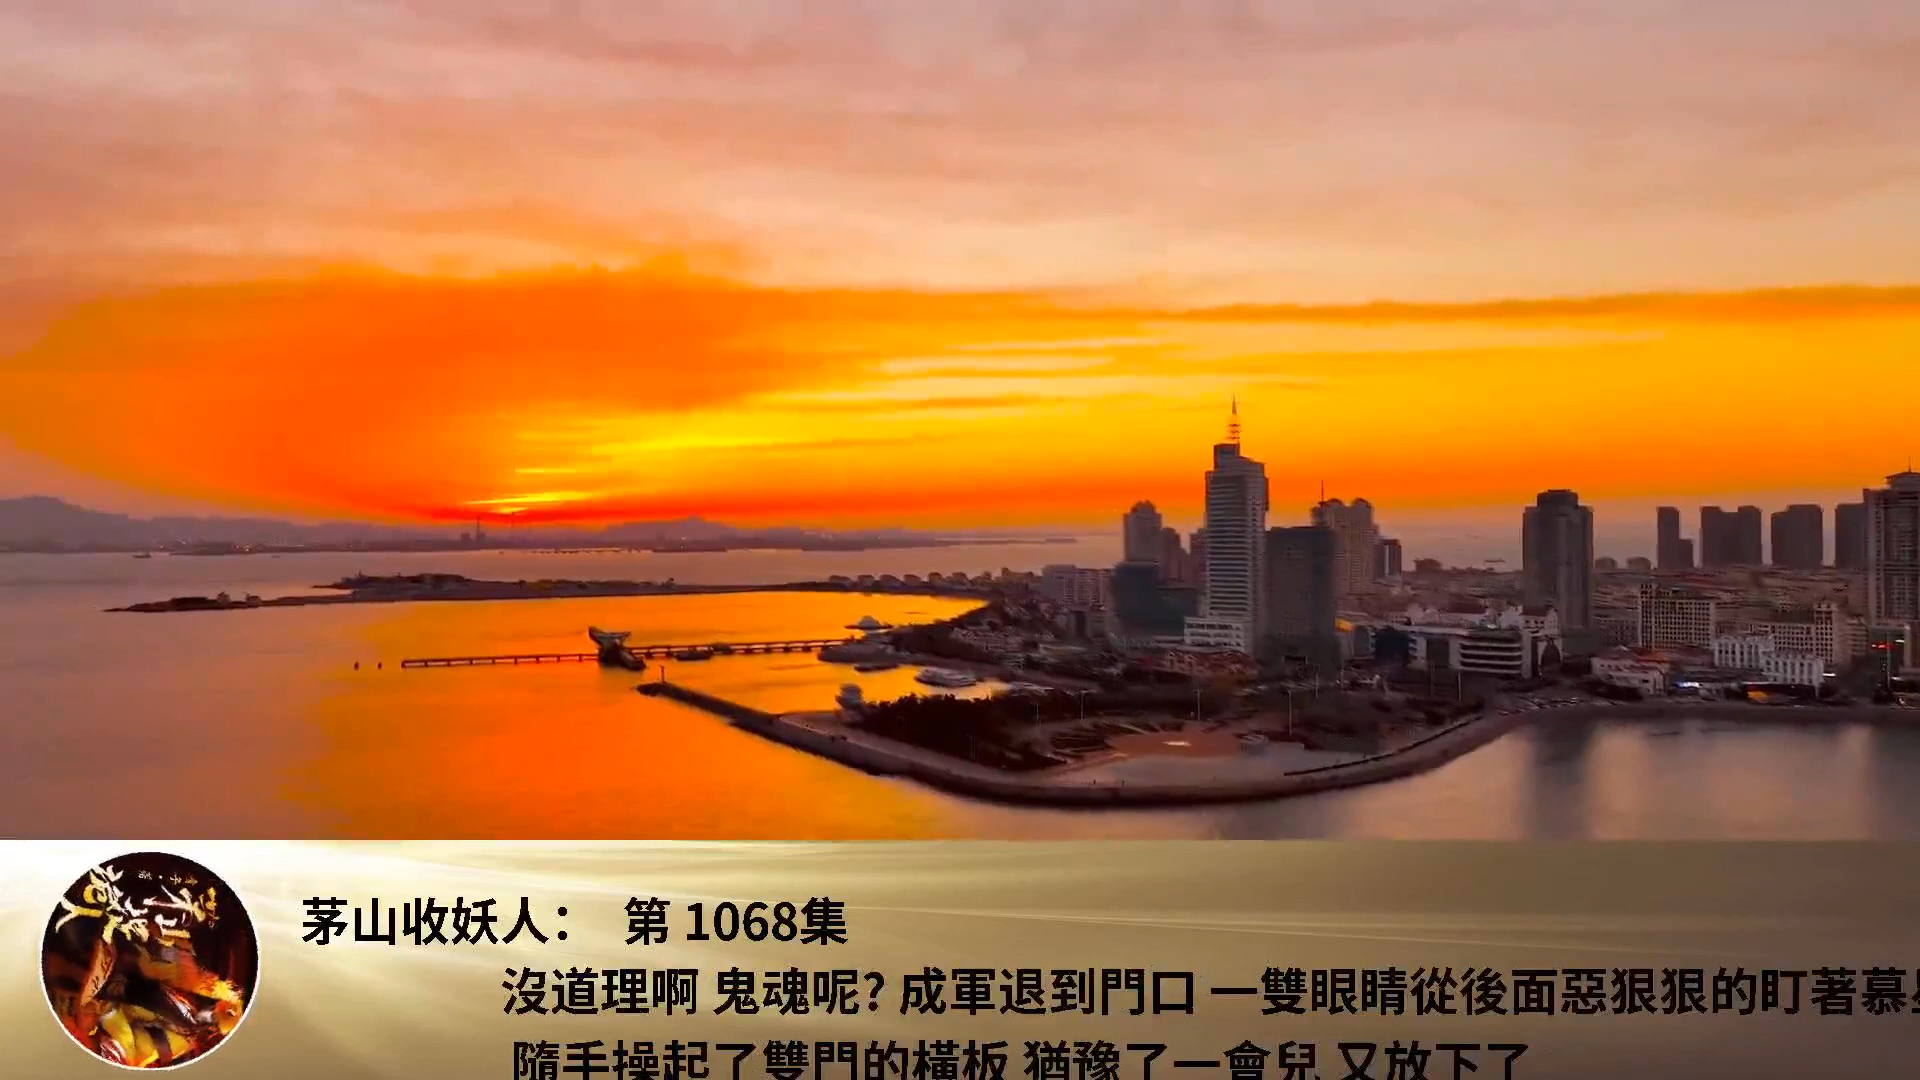 茅山收妖人： 第 1068集
沒道理啊 鬼魂呢? 成軍退到門口 一雙眼睛從後面惡狠狠的盯著慕
隨手操起了雙門的橫板 猶豫了一會兒 又放下了